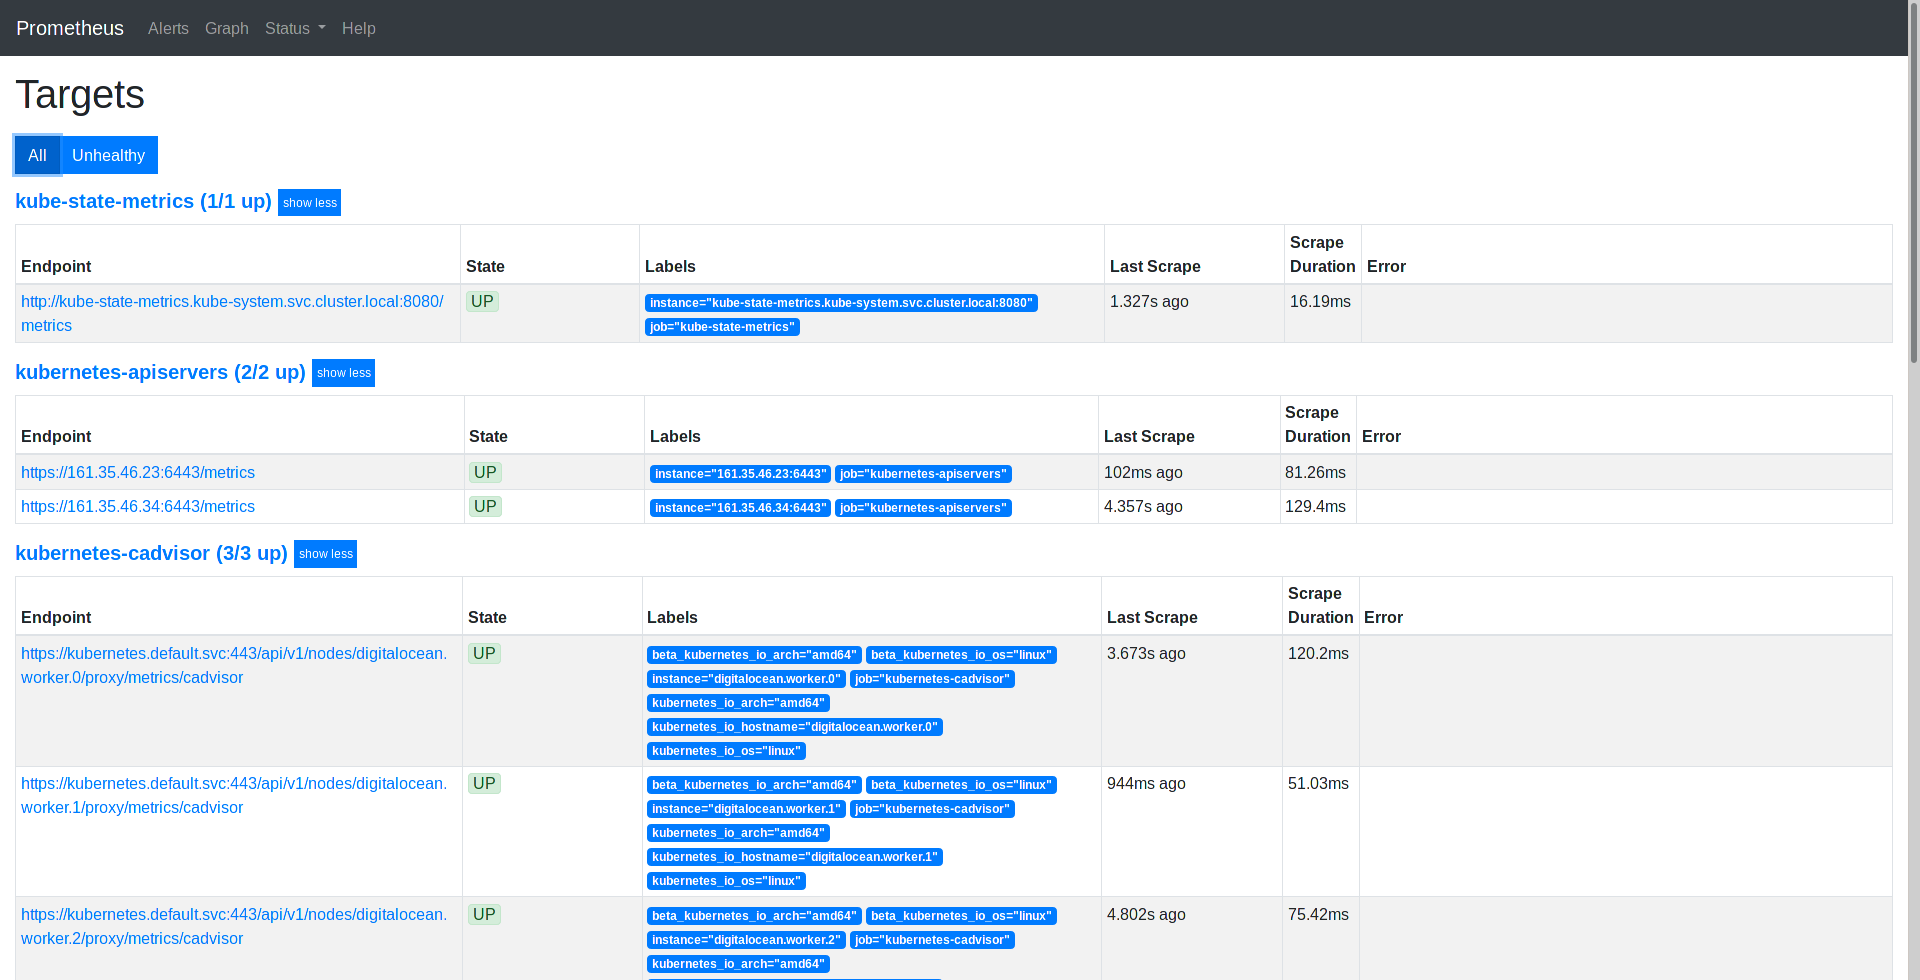 Prometheus Alerts Graph Status Help
Targets
All Unhealthy
kube-state-metrics (1/1 up) show less
Endpoint State Labels Last Scrape Scrape Duration Error
http://kube-state-metrics.kube-system.svc.cluster.local:8080/
metrics
UP
instance="kube-state-metrics.kube-system.svc.cluster.local:8080"
job="kube-state-metrics"
1.327s ago
16.19ms
kubernetes-apiservers (2/2 up) show less
Endpoint State Labels Last Scrape Scrape Duration Error
https://161.35.46.23:6443/metrics UP instance="161.35.46.23:6443" job="kubernetes-apiservers" 102ms ago 81.26ms
https://161.35.46.34:6443/metrics UP instance="161.35.46.34:6443" job="kubernetes-apiservers" 4.357s ago 129.4ms
kubernetes-cadvisor (3/3 up) show less
Endpoint State Labels Last Scrape Scrape Duration Error
https://kubernetes.default.svc:443/api/v1/nodes/digitalocean.
worker.0/proxy/metrics/cadvisor
UP
beta_kubernetes_io_arch="amd64" beta_kubernetes_io_os="linux"
instance="digitalocean.worker.0" job="kubernetes-cadvisor"
kubernetes_io_arch="amd64"
kubernetes_io_hostname="digitalocean.worker.0"
kubernetes_io_os="linux"
3.673s ago
120.2ms
https://kubernetes.default.svc:443/api/v1/nodes/digitalocean.
worker.1/proxy/metrics/cadvisor
UP
beta_kubernetes_io_arch="amd64" beta_kubernetes_io_os="linux"
instance="digitalocean.worker.1" job="kubernetes-cadvisor"
kubernetes_io_arch="amd64"
kubernetes_io_hostname="digitalocean.worker.1"
kubernetes_io_os="linux"
944ms ago
51.03ms
https://kubernetes.default.svc:443/api/v1/nodes/digitalocean.
worker.2/proxy/metrics/cadvisor
UP
beta_kubernetes_io_arch="amd64" beta_kubernetes_io_os="linux"
instance="digitalocean.worker.2" job="kubernetes-cadvisor"
kubernetes_io_arch="amd64"
4.802s ago
75.42ms